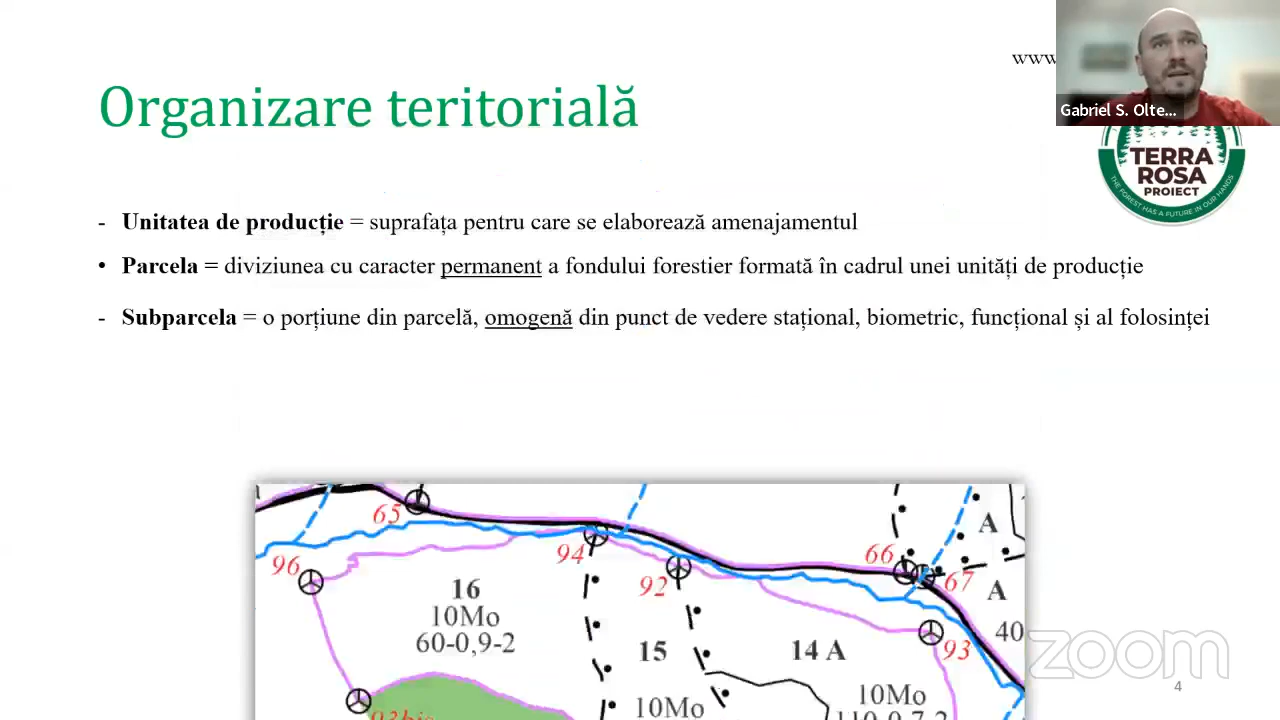 www
Gabriel S. Olte...
Organizare teritorială
TERRA
ROSA
PROIECT
THE FOREST HAS A FUTURE IN OUR HANDS
- Unitatea de producție = suprafața pentru care se elaborează amenajamentul
• Parcela = diviziunea cu caracter permanent a fondului forestier formată în cadrul unei unități de producție
- Subparcela = o porțiune din parcelă, omogenă din punct de vedere stațional, biometric, funcțional și al folosinței
65
A
94
66
96
92
67
16
A
10Mo
40
60-0,9-2
15
14 A
93
zoom
10Mo
10Mo
4